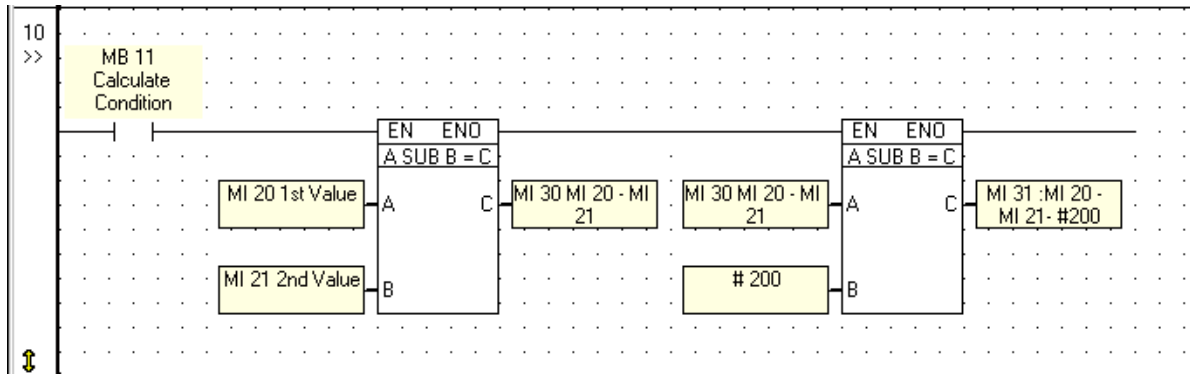 10
>>
MB 11
Calculate
Condition
EN ENO
A SUB B = C
MI 20 1st Value
A
C
MI 30 MI 20 - MI
21
MI 21 2nd Value
B
EN ENO
A SUB B = C
MI 30 MI 20 - MI
21
A
C
MI 31 :MI 20 -
MI 21- #200
# 200
B